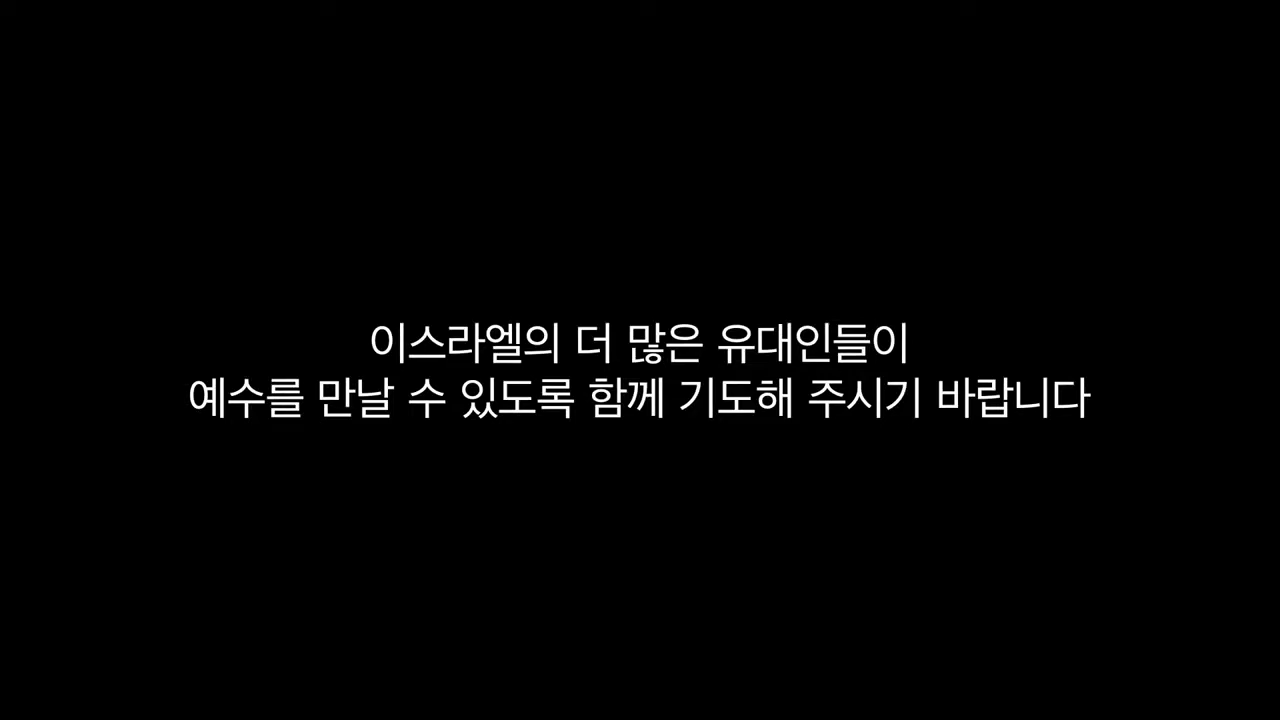 이스라엘의 더 많은 유대인들이
예수를 만날 수 있도록 함께 기도해 주시기 바랍니다